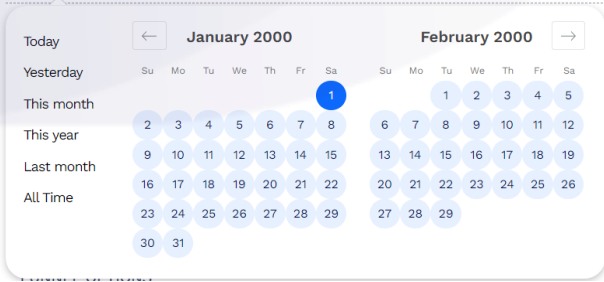 Today
Yesterday
This month
This year
Last month
All Time
January 2000
Su Mo Tu We Th Fr Sa
1
2 3 4 5 6 7 8
9 10 11 12 13 14 15
16 17 18 19 20 21 22
23 24 25 26 27 28 29
30 31
February 2000
Su Mo Tu We Th Fr Sa
1 2 3 4 5
6 7 8 9 10 11 12
13 14 15 16 17 18 19
20 21 22 23 24 25 26
27 28 29